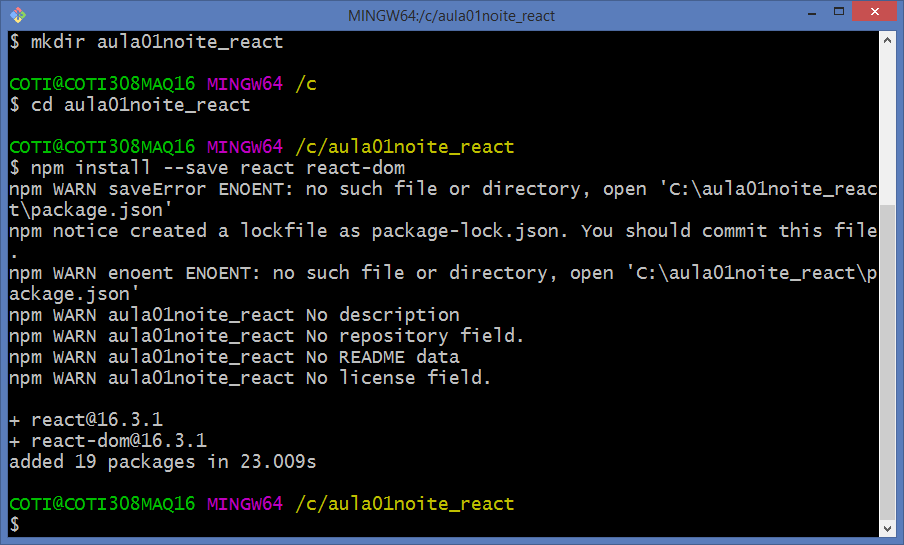 MINGW64:/c/aula01noite_react
$ mkdir aula01noite_react
COTI@COTI308MAQ16 MINGW64 /c
$ cd aula01noite_react
COTI@COTI308MAQ16 MINGW64 /c/aula01noite_react
$ npm install --save react react-dom
npm WARN saveError ENOENT: no such file or directory, open 'C:\aula01noite_reac
t\package.json'
npm notice created a lockfile as package-lock.json. You should commit this file
.
npm WARN enoent ENOENT: no such file or directory, open 'C:\aula01noite_react\p
ackage.json'
npm WARN aula01noite_react No description
npm WARN aula01noite_react No repository field.
npm WARN aula01noite_react No README data
npm WARN aula01noite_react No license field.
+ react@16.3.1
+ react-dom@16.3.1
added 19 packages in 23.009s
COTI@COTI308MAQ16 MINGW64 /c/aula01noite_react
$